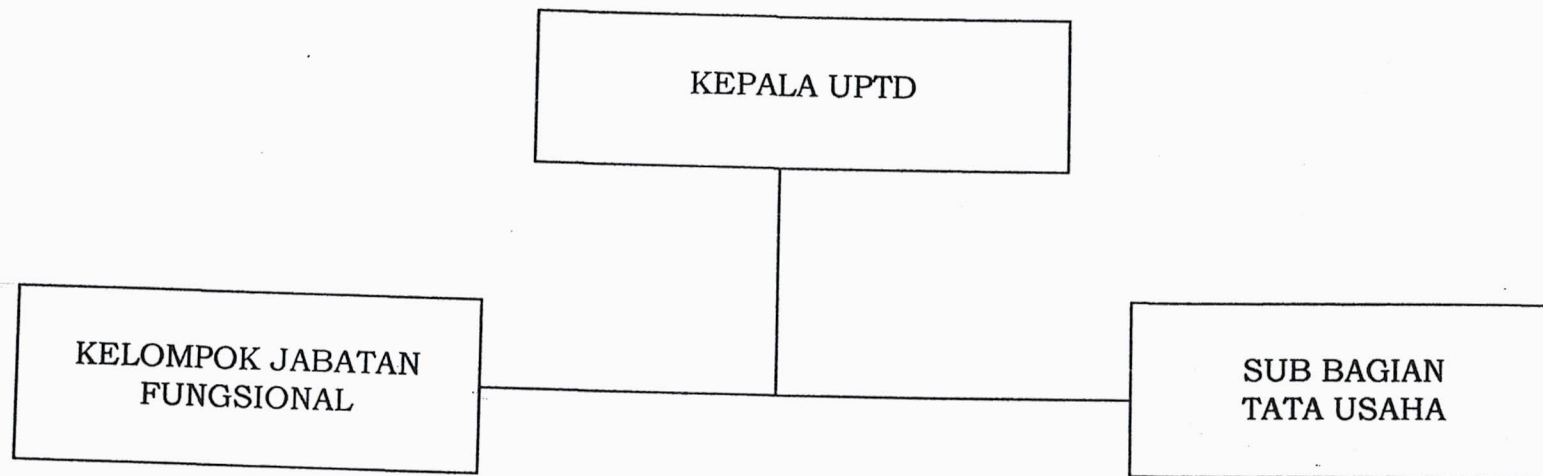 KEPALA UPTD
KELOMPOK JABATAN
FUNGSIONAL
SUB BAGIAN
TATA USAHA